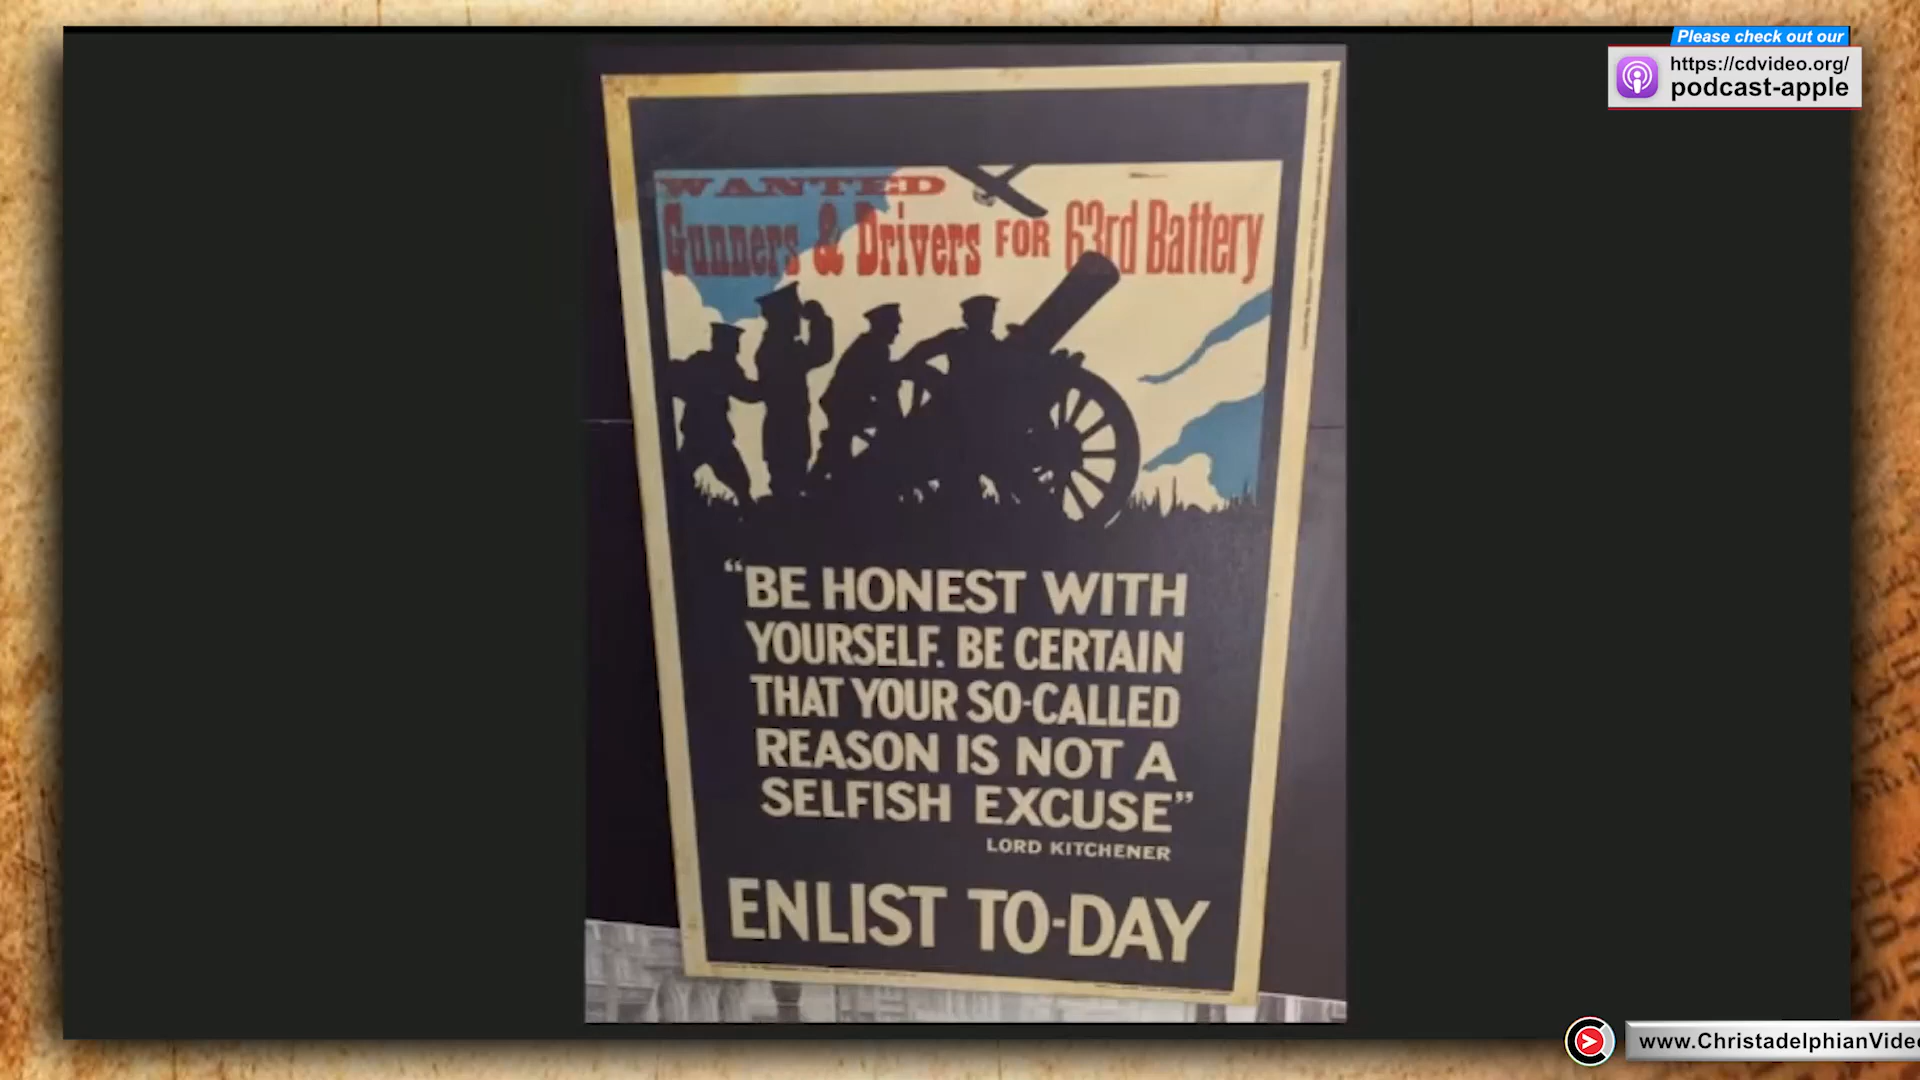 Please check out our
https://cdvideo.org/
podcast-apple
WANTED
Gunners & Drivers FOR 63rd Battery
“BE HONEST WITH
YOURSELF. BE CERTAIN
THAT YOUR SO-CALLED
REASON IS NOT A
SELFISH EXCUSE”
LORD KITCHENER
ENLIST TO-DAY
www.ChristadelphianVide